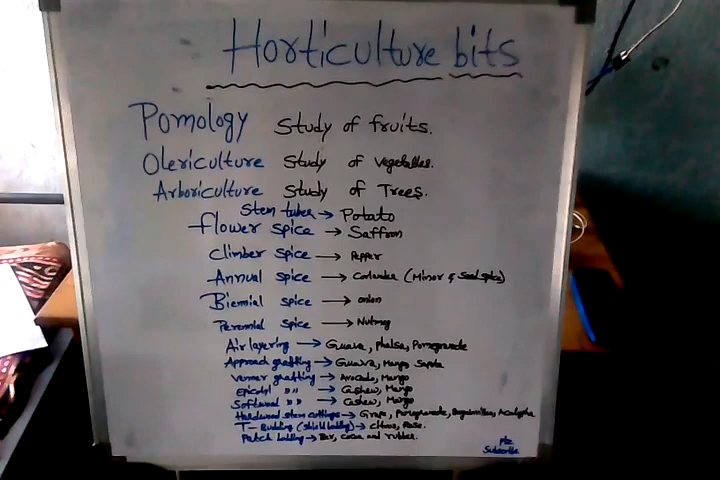 Horticulture bits
Pomology Study of fruits.
Olericulture Study of vegetables.
Arboriculture Study of Trees.
Stem tuber → Potato
flower spice → Saffron
Climber spice → Pepper
Annual spice → Coriander (Minor & Seed spice)
Biennial spice → onion
Perennial spice → Nutmeg
Air layering → Guava, phalsa, Pomegranate
Approach grafting → Guava, Mango Sapota
Veneer grafting → Avocado, Mango
Epicotyl " " → Cashew, Mango
Softwood " " → Cashew, Mango
Hardwood stem cuttings → Grape, Pomegranate, Bougainvillea, Acalypha
T- Budding (shield budding) → citrus, Rose.
Patch budding → Ber, cocoa and rubber.
Plz
Subscribe